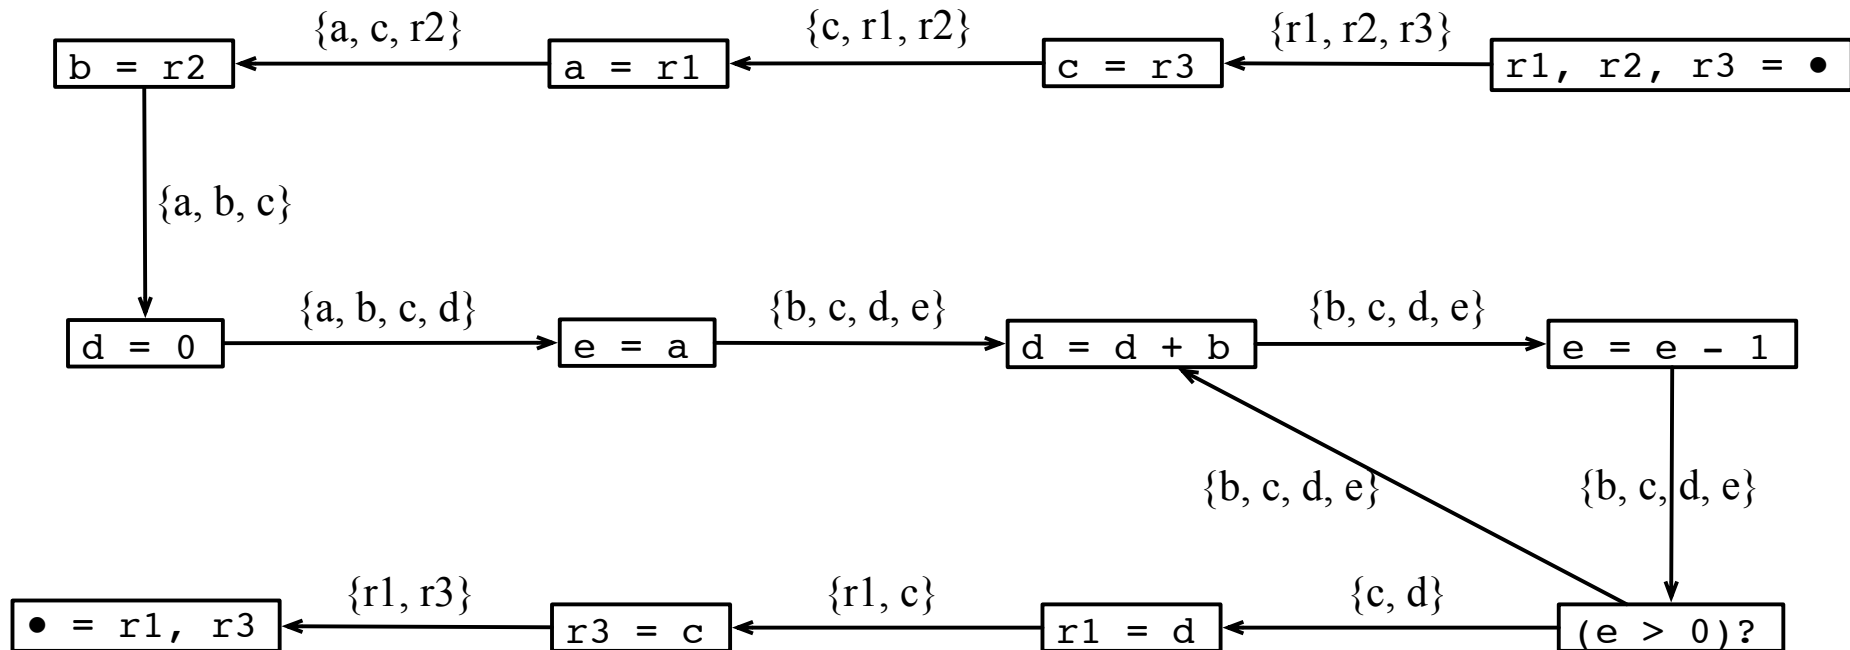 {a, c, r2} {c, r1, r2} {r1, r2, r3}
b = r2 a = r1 c = r3 r1, r2, r3 = ●
{a, b, c}
{a, b, c, d} {b, c, d, e} {b, c, d, e}
d = 0 e = a d = d + b e = e - 1
{b, c, d, e} {b, c, d, e}
{r1, r3} {r1, c} {c, d}
● = r1, r3 r3 = c r1 = d (e > 0)?